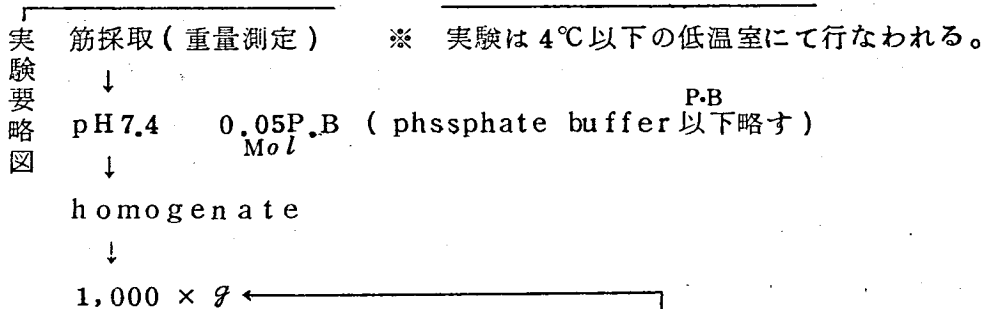 実験要略図
筋採取(重量測定) ※ 実験は4℃以下の低温室にて行なわれる。
↓
P·B
pH7.4 0.05P.B (phssphate buffer以下略す)
Mol
↓
homogenate
↓
1,000 × g ←